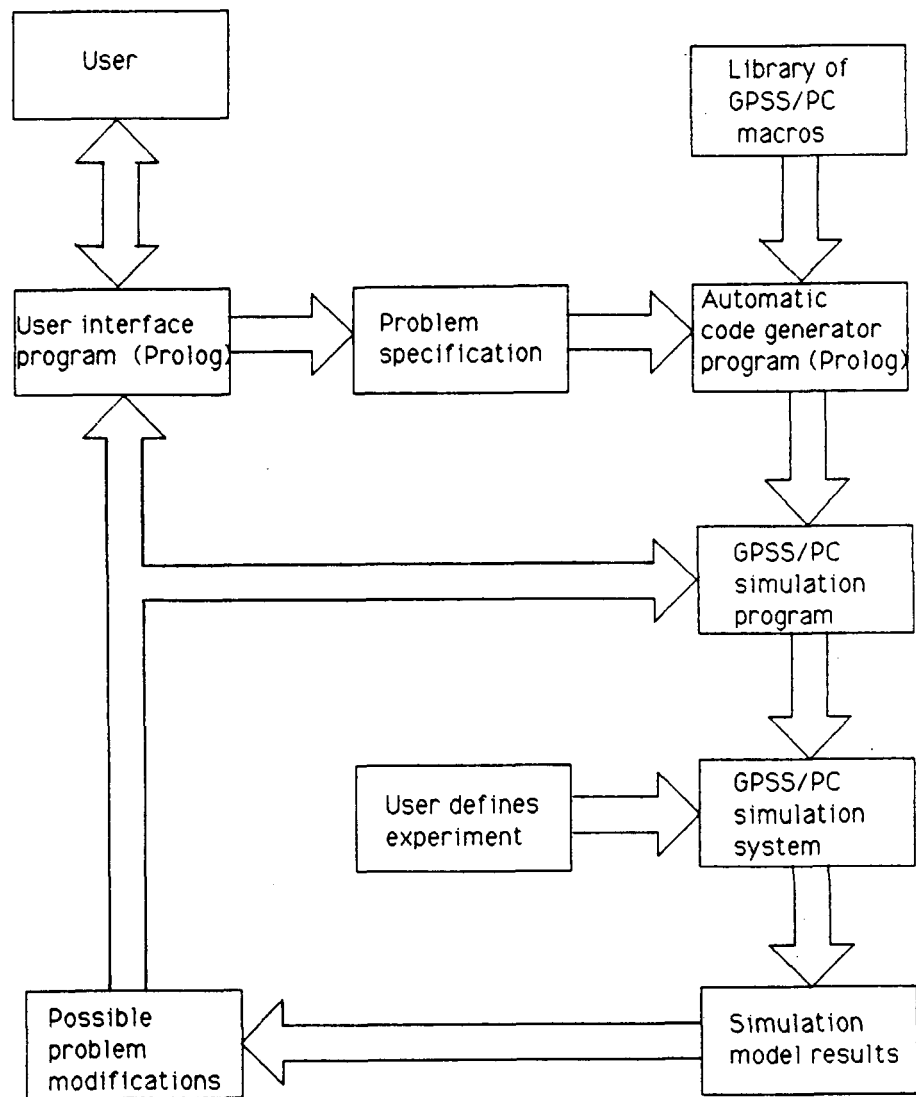 User
Library of
GPSS/PC
macros
User interface
program (Prolog)
Problem
specification
Automatic
code generator
program (Prolog)
GPSS/PC
simulation
program
User defines
experiment
GPSS/PC
simulation
system
Possible
problem
modifications
Simulation
model results